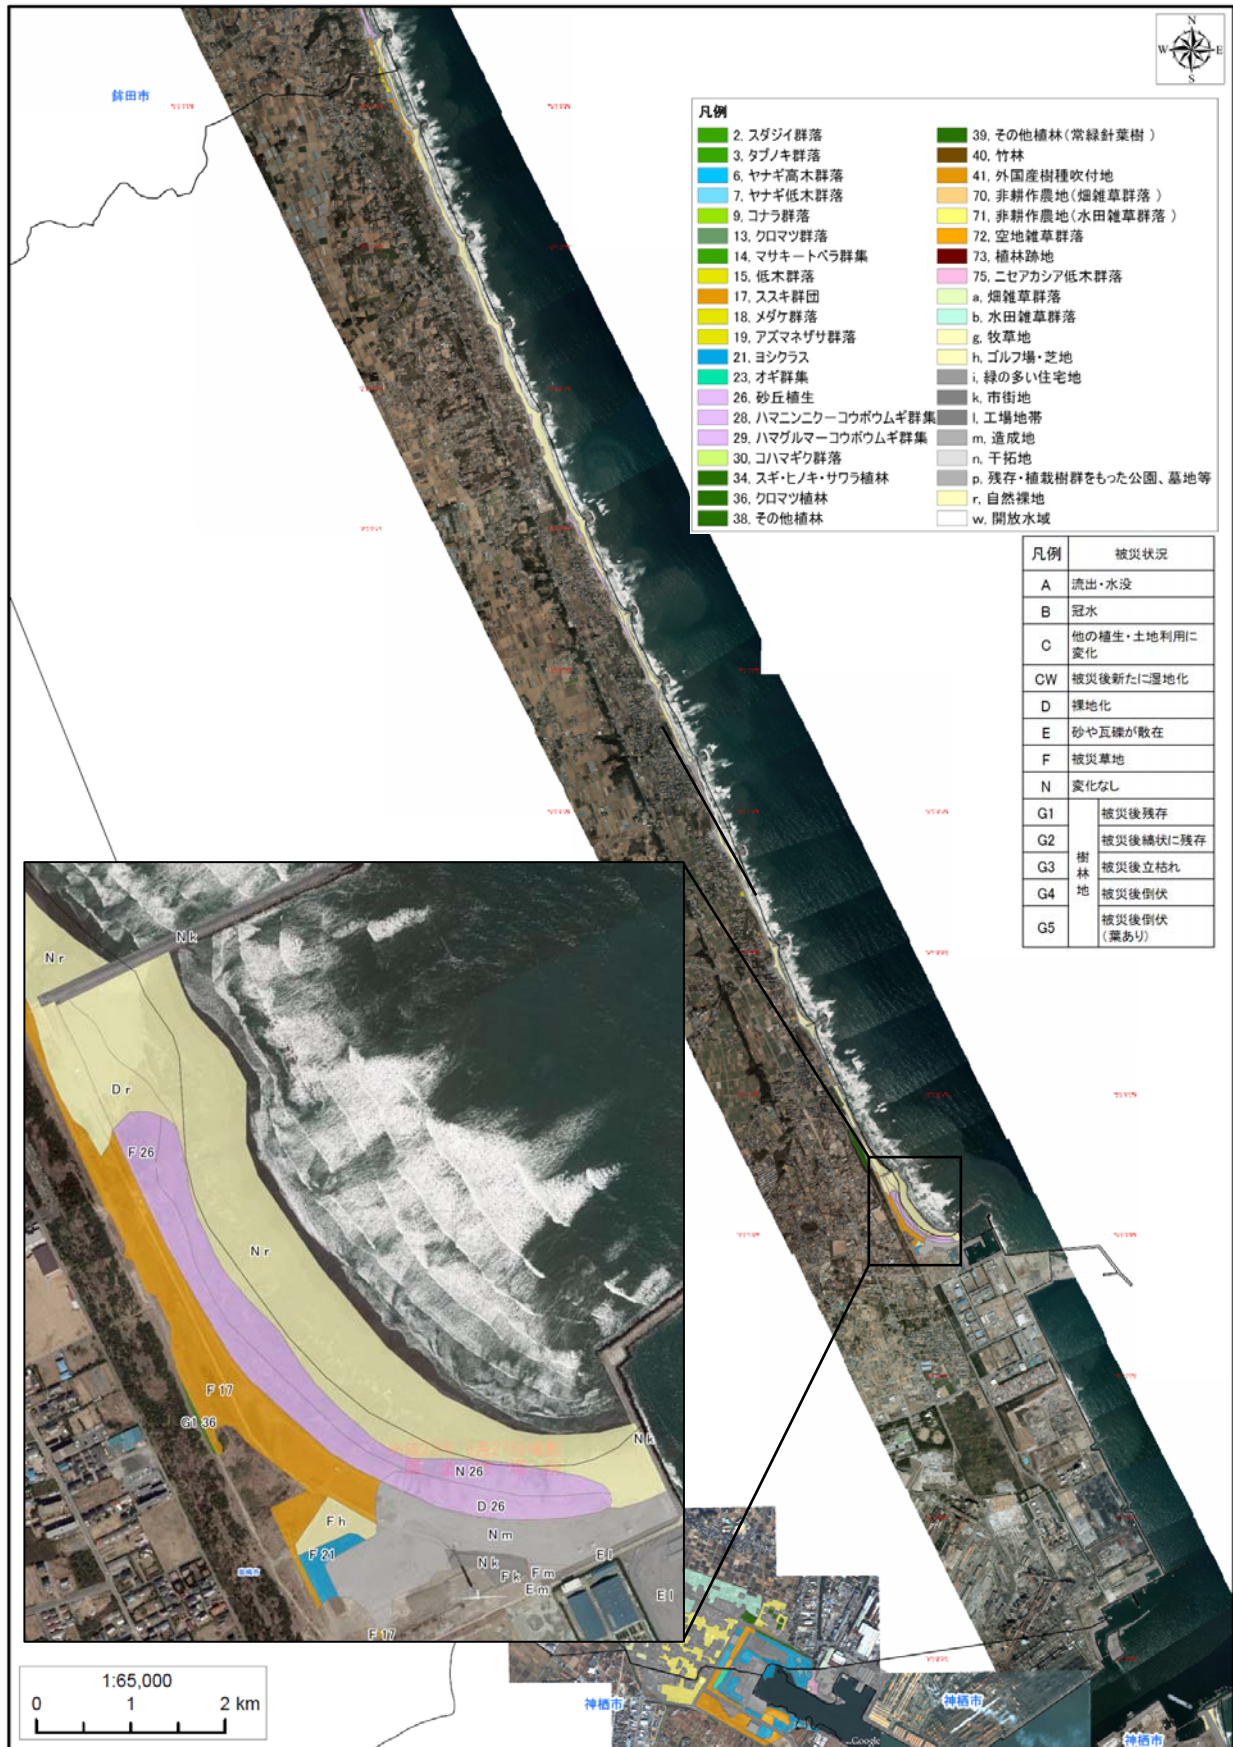 N
W E
S
鉾田市
凡例
2, スダジイ群落
3, タブノキ群落
6, ヤナギ高木群落
7, ヤナギ低木群落
9, コナラ群落
13, クロマツ群落
14, マサキートベラ群集
15, 低木群落
17, ススキ群団
18, メダケ群落
19, アズマネザサ群落
21, ヨシクラス
23, オギ群集
26, 砂丘植生
28, ハマニンニクーコウボウムギ群集
29, ハマグルマーコウボウムギ群集
30, コハマギク群落
34, スギ・ヒノキ・サワラ植林
36, クロマツ植林
38, その他植林
39, その他植林(常緑針葉樹 )
40, 竹林
41, 外国産樹種吹付地
70, 非耕作農地(畑雑草群落 )
71, 非耕作農地(水田雑草群落 )
72, 空地雑草群落
73, 植林跡地
75, ニセアカシア低木群落
a, 畑雑草群落
b, 水田雑草群落
g, 牧草地
h, ゴルフ場・芝地
i, 緑の多い住宅地
k, 市街地
l, 工場地帯
m, 造成地
n, 干拓地
p, 残存・植栽樹群をもった公園、墓地等
r, 自然裸地
w, 開放水域
凡例 被災状況
A 流出・水没
B 冠水
C 他の植生・土地利用に
変化
CW 被災後新たに湿地化
D 裸地化
E 砂や瓦礫が散在
F 被災草地
N 変化なし
樹林地
G1 被災後残存
G2 被災後縞状に残存
G3 被災後立枯れ
G4 被災後倒伏
G5 被災後倒伏
(葉あり)
N k
N r
D r
F 26
N r
F 17
G1 36
N k
N 26
D 26
F h
N m
F 21
N k
F k
F m
E m
E l
E l
F 17
1:65,000
0 1 2 km
神栖市
神栖市
神栖市
Google